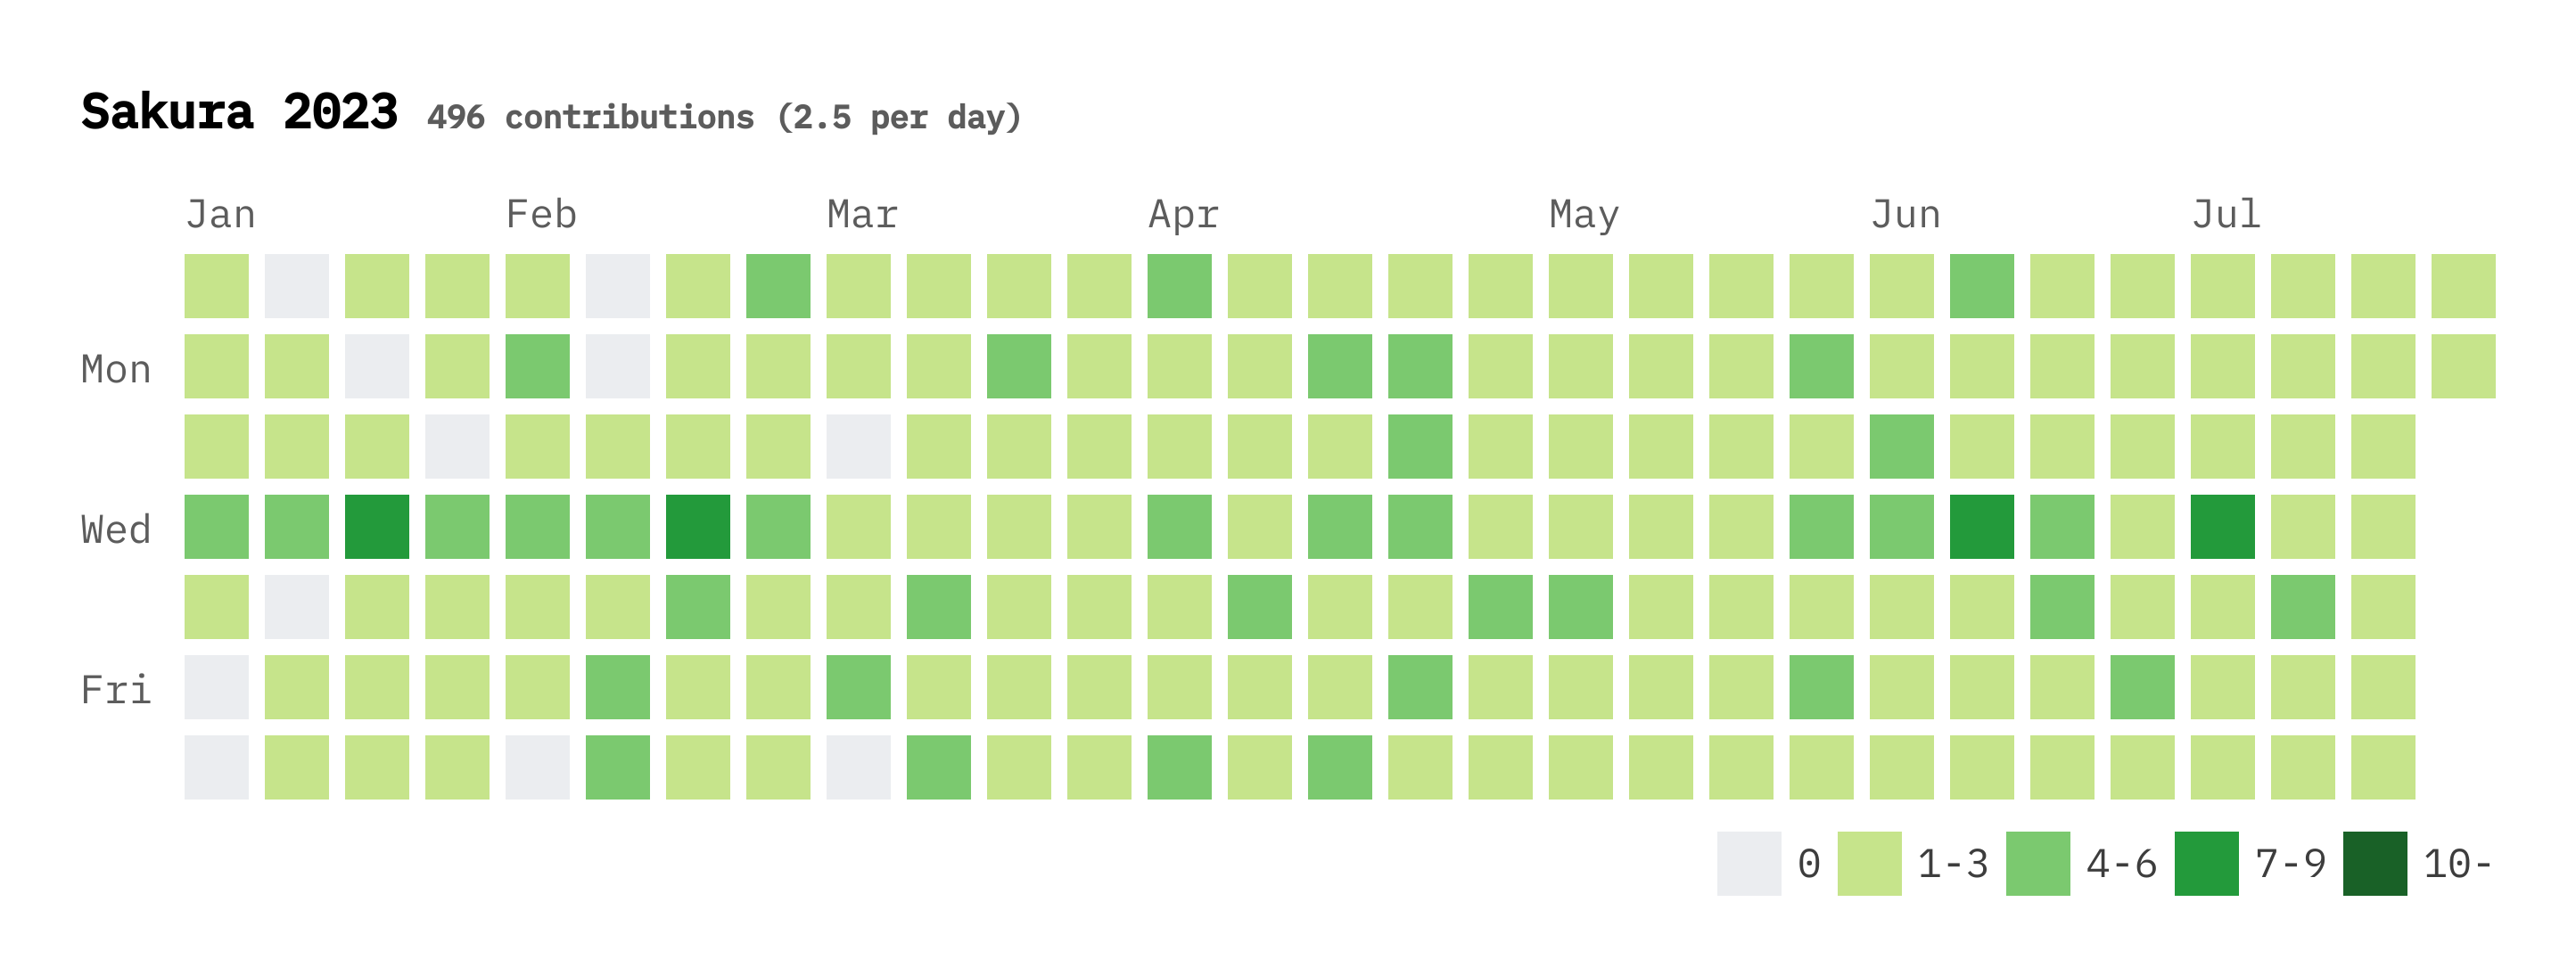 Sakura 2023 496 contributions (2.5 per day)
Jan Feb Mar Apr May Jun Jul
Mon
Wed
Fri
0 1-3 4-6 7-9 10-